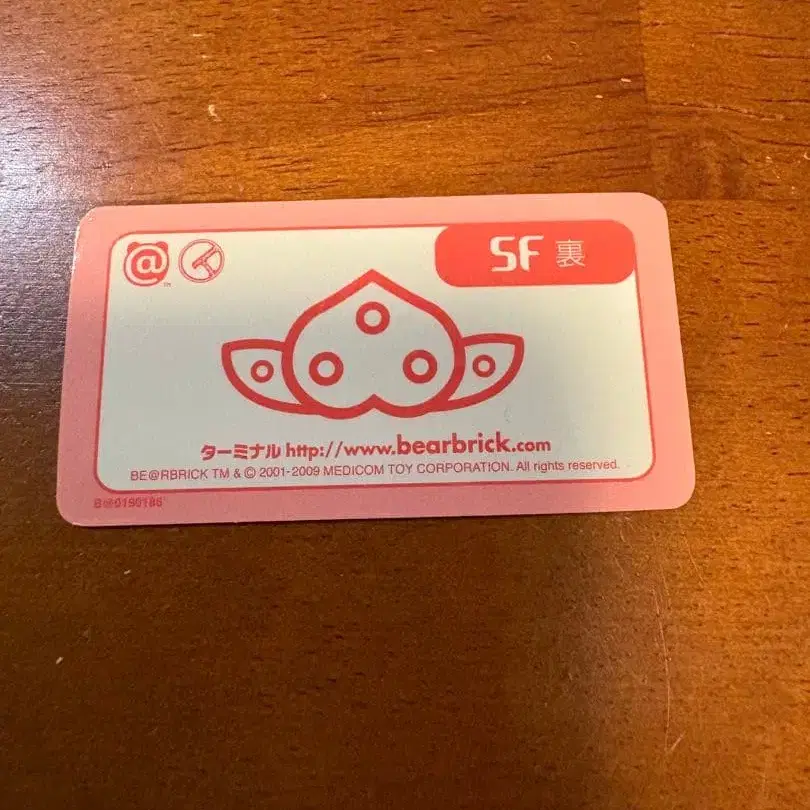 @ TM
SF 裏
ターミナル http://www.bearbrick.com
BE@RBRICK TM & © 2001-2009 MEDICOM TOY CORPORATION. All rights reserved.